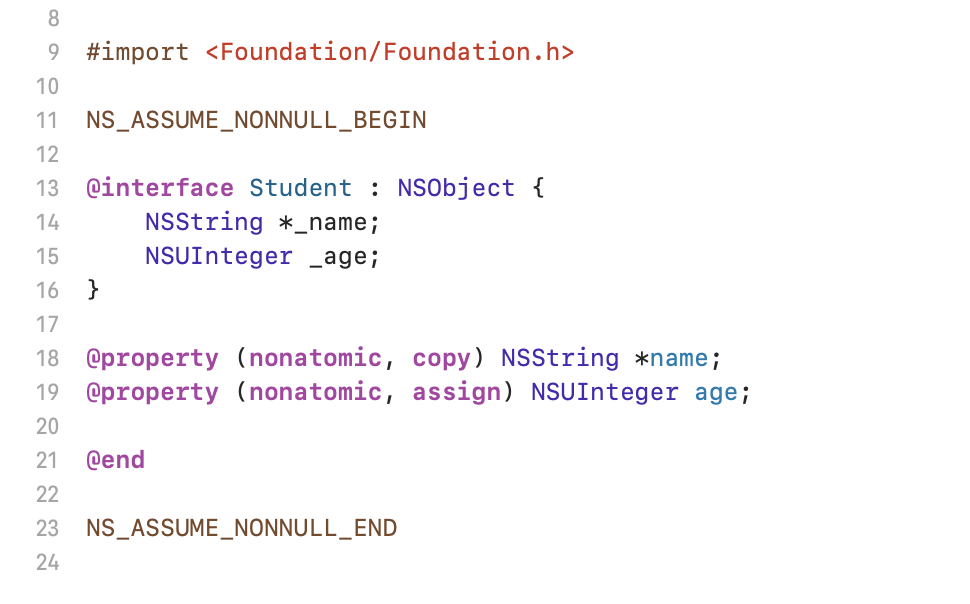 8
9 #import <Foundation/Foundation.h>
10
11 NS_ASSUME_NONNULL_BEGIN
12
13 @interface Student : NSObject {
14     NSString *_name;
15     NSUInteger _age;
16 }
17
18 @property (nonatomic, copy) NSString *name;
19 @property (nonatomic, assign) NSUInteger age;
20
21 @end
22
23 NS_ASSUME_NONNULL_END
24